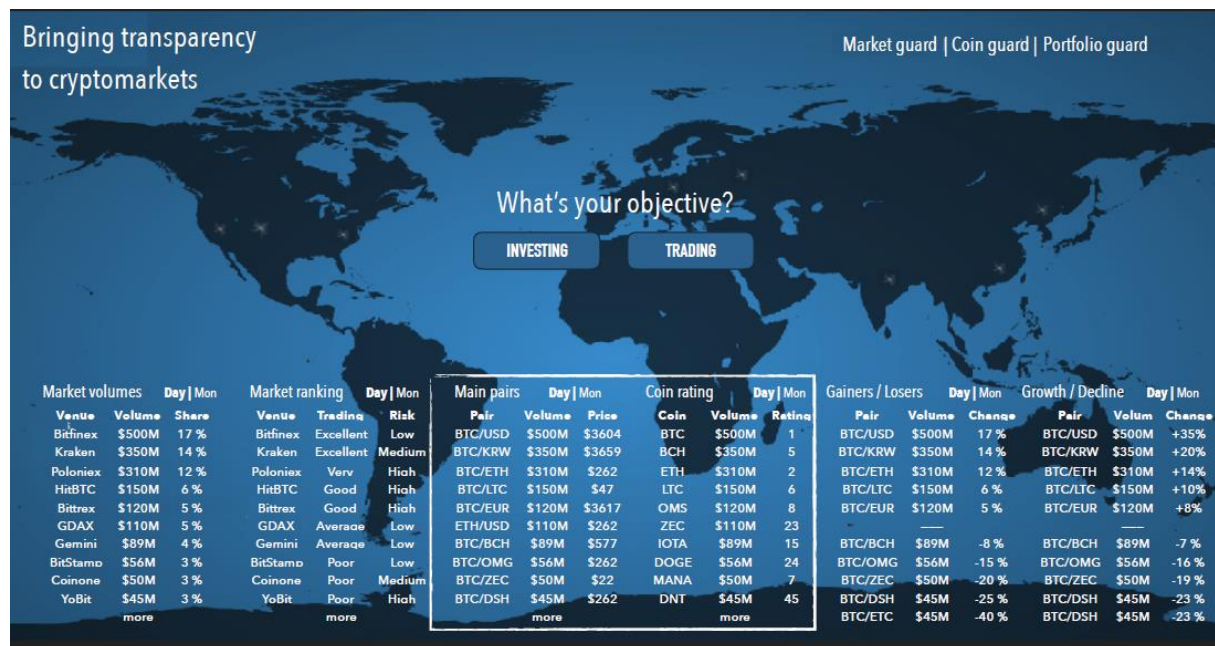 Bringing transparency
to cryptomarkets
Market guard | Coin guard | Portfolio guard
What's your objective?
INVESTING
TRADING
Market volumes Day | Mon
Venue Volume Share
Bitfinex $500M 17 %
Kraken $350M 14 %
Poloniex $310M 12 %
HitBTC $150M 6 %
Bittrex $120M 5 %
GDAX $110M 5 %
Gemini $89M 4 %
BitStamp $56M 3 %
Coinone $50M 3 %
YoBit $45M 3 %
more
Market ranking Day | Mon
Venue Trading Risk
Bitfinex Excellent Low
Kraken Excellent Medium
Poloniex Very High
HitBTC Good High
Bittrex Good High
GDAX Average Low
Gemini Average Low
BitStamp Poor Low
Coinone Poor Medium
YoBit Poor High
more
Main pairs Day | Mon
Pair Volume Price
BTC/USD $500M $3604
BTC/KRW $350M $3659
BTC/ETH $310M $262
BTC/LTC $150M $47
BTC/EUR $120M $3617
ETH/USD $110M $262
BTC/BCH $89M $577
BTC/OMG $56M $262
BTC/ZEC $50M $22
BTC/DSH $45M $262
more
Coin rating Day | Mon
Coin Volume Rating
BTC $500M 1
BCH $350M 5
ETH $310M 2
LTC $150M 6
OMS $120M 8
ZEC $110M 23
IOTA $89M 15
DOGE $56M 24
MANA $50M 7
DNT $45M 45
more
Gainers / Losers Day | Mon
Pair Volume Change
BTC/USD $500M 17 %
BTC/KRW $350M 14 %
BTC/ETH $310M 12 %
BTC/LTC $150M 6 %
BTC/EUR $120M 5 %
BTC/BCH $89M -8 %
BTC/OMG $56M -15 %
BTC/ZEC $50M -20 %
BTC/DSH $45M -25 %
BTC/ETC $45M -40 %
Growth / Decline Day | Mon
Pair Volum Change
BTC/USD $500M +35%
BTC/KRW $350M +20%
BTC/ETH $310M +14%
BTC/LTC $150M +10%
BTC/EUR $120M +8%
BTC/BCH $89M -7 %
BTC/OMG $56M -16 %
BTC/ZEC $50M -19 %
BTC/DSH $45M -23 %
BTC/DSH $45M -23 %